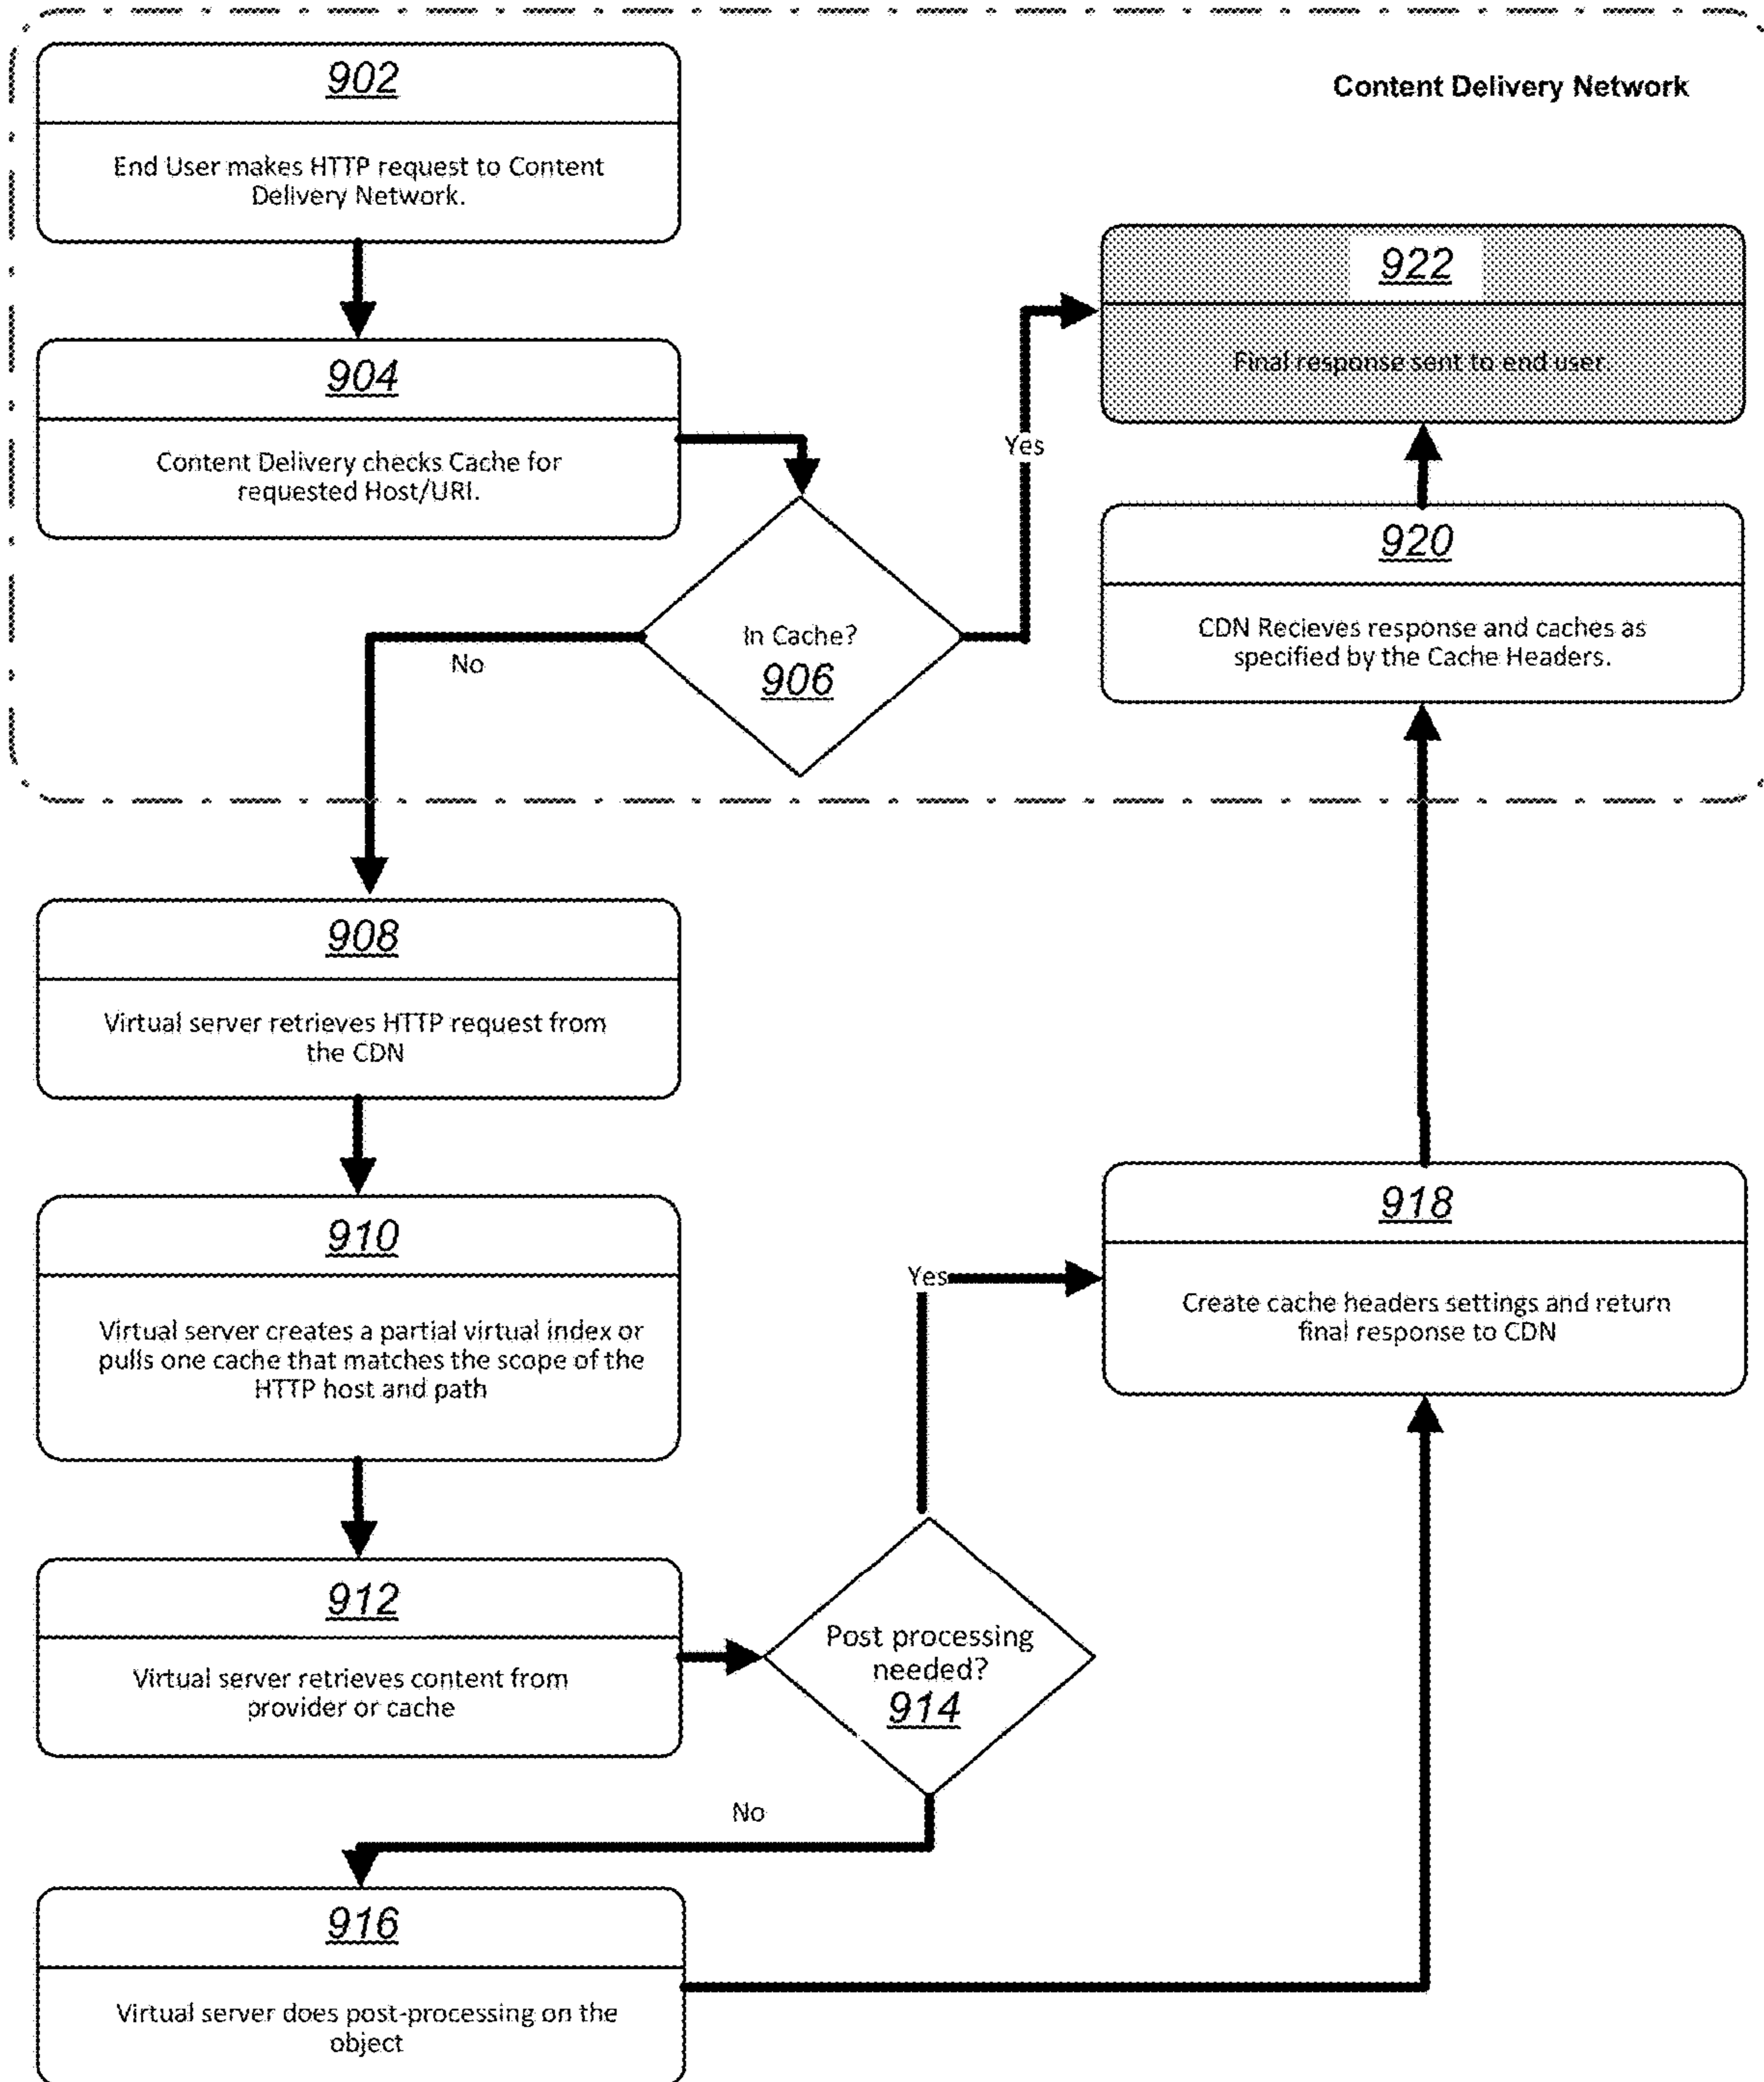 Content Delivery Network
902
End User makes HTTP request to Content
Delivery Network.
904
Content Delivery checks Cache for
requested Host/URI.
In Cache?
906
Yes
No
922
Final response sent to end user.
920
CDN Recieves response and caches as
specified by the Cache Headers.
908
Virtual server retrieves HTTP request from
the CDN
910
Virtual server creates a partial virtual index or
pulls one cache that matches the scope of the
HTTP host and path
912
Virtual server retrieves content from
provider or cache
Post processing
needed?
914
Yes
No
918
Create cache headers settings and return
final response to CDN
916
Virtual server does post-processing on the
object